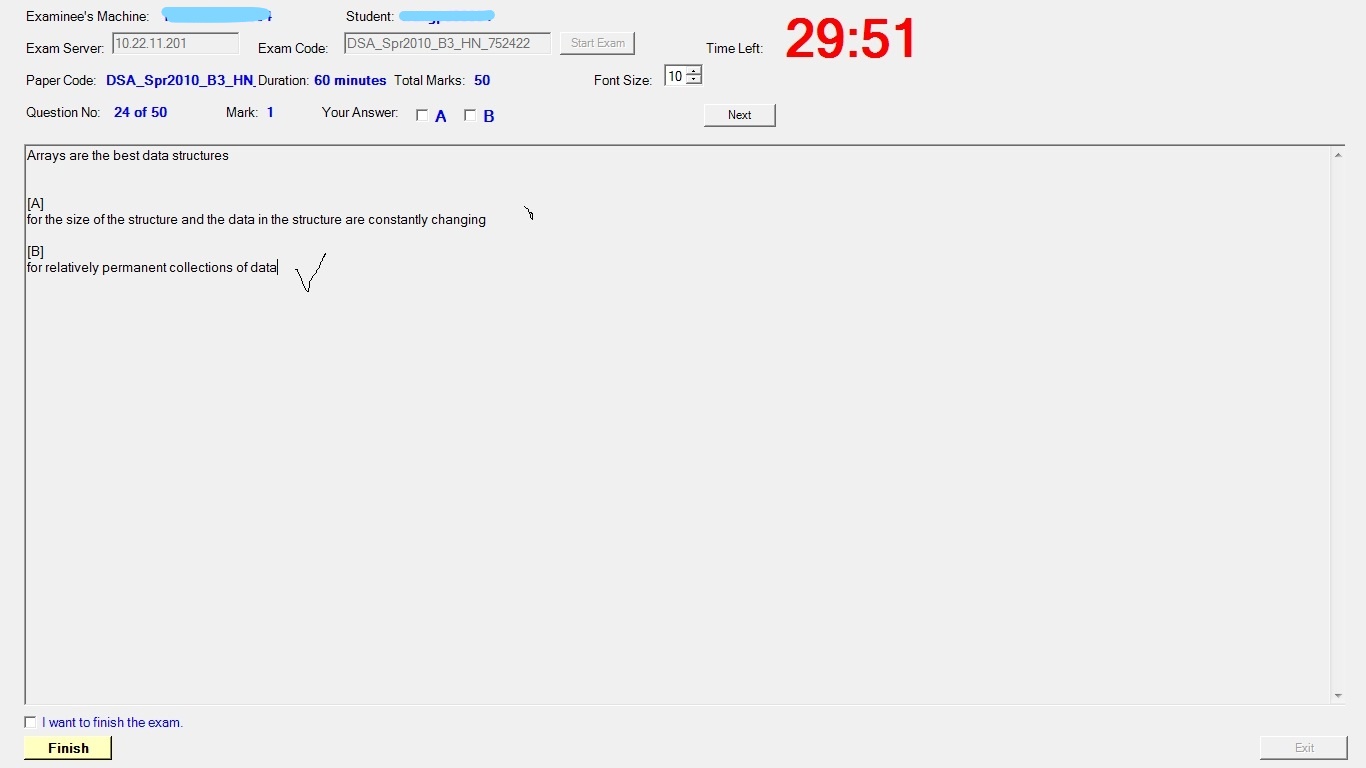 Examinee's Machine: Student:
Exam Server: 10.22.11.201 Exam Code: DSA_Spr2010_B3_HN_752422 Start Exam Time Left: 29:51
Paper Code: DSA_Spr2010_B3_HN_ Duration: 60 minutes Total Marks: 50 Font Size: 10
Question No: 24 of 50 Mark: 1 Your Answer: A B Next
Arrays are the best data structures
[A]
for the size of the structure and the data in the structure are constantly changing
[B]
for relatively permanent collections of data
I want to finish the exam.
Finish Exit